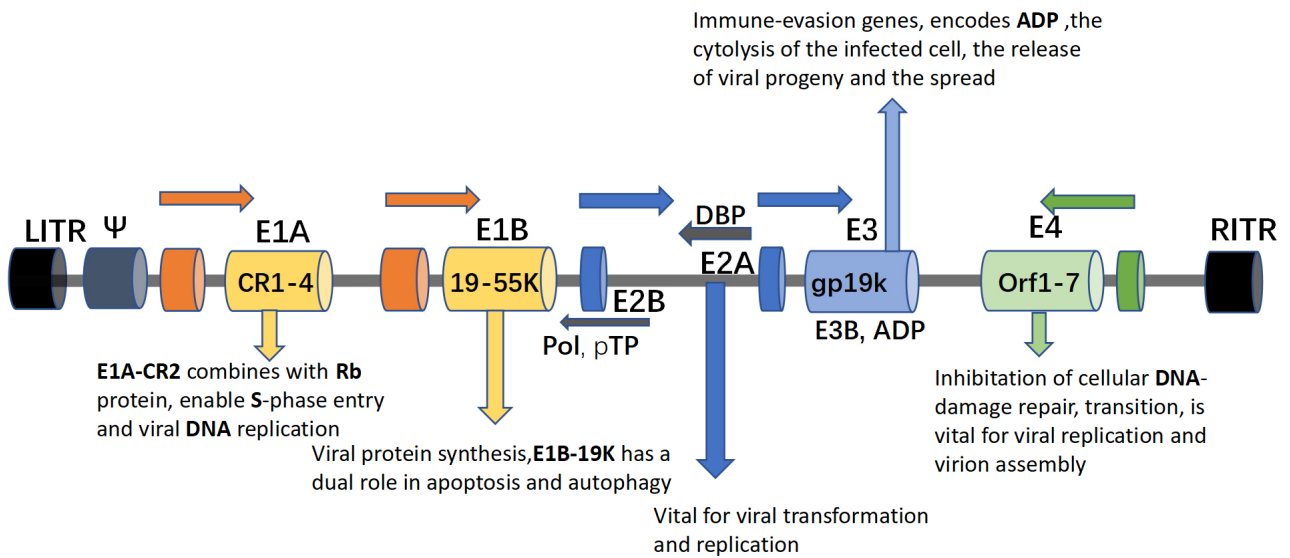 Immune-evasion genes, encodes ADP ,the
cytolysis of the infected cell, the release
of viral progeny and the spread
LITR
Ψ
E1A
E1B
DBP
E3
E4
RITR
E2A
CR1-4
19-55K
gp19k
Orf1-7
E2B
Pol, pTP
E3B, ADP
E1A-CR2 combines with Rb
protein, enable S-phase entry
and viral DNA replication
Viral protein synthesis,E1B-19K has a
dual role in apoptosis and autophagy
Inhibitation of cellular DNA-
damage repair, transition, is
vital for viral replication and
virion assembly
Vital for viral transformation
and replication